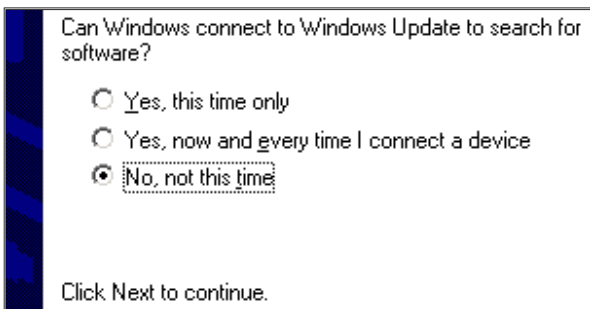 Can Windows connect to Windows Update to search for
software?
Yes, this time only
Yes, now and every time I connect a device
No, not this time
Click Next to continue.